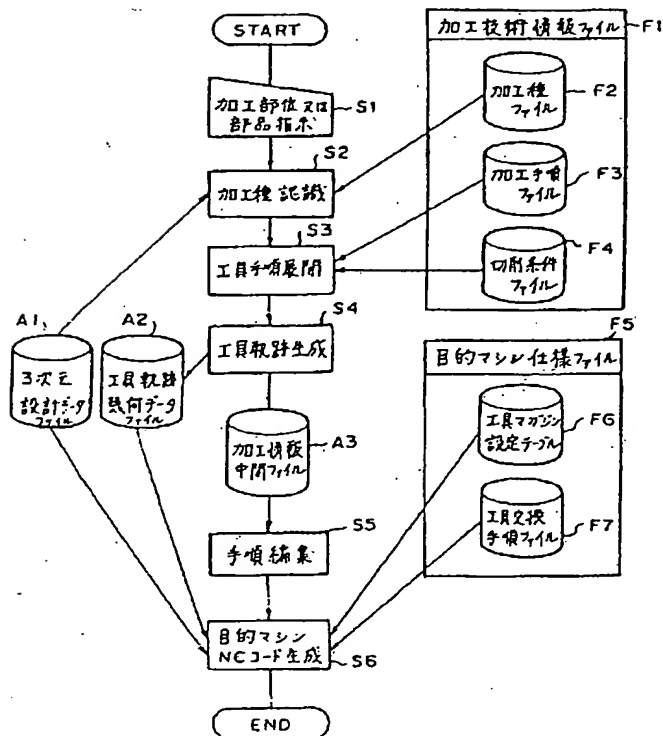 START
加工部位又は
部品指示
S1
S2
加工種認識
S3
工具手順展開
S4
工具軌跡生成
A1
3次元
設計データ
ファイル
A2
工具軌跡
幾何データ
ファイル
加工情報
中間ファイル
A3
S5
手順編集
目的マシン
NCコード生成
S6
END
加工技術情報ファイル
F1
加工種
ファイル
F2
加工手順
ファイル
F3
切削条件
ファイル
F4
F5
目的マシン仕様ファイル
工具マガジン
設定テーブル
F6
工具交換
手順ファイル
F7